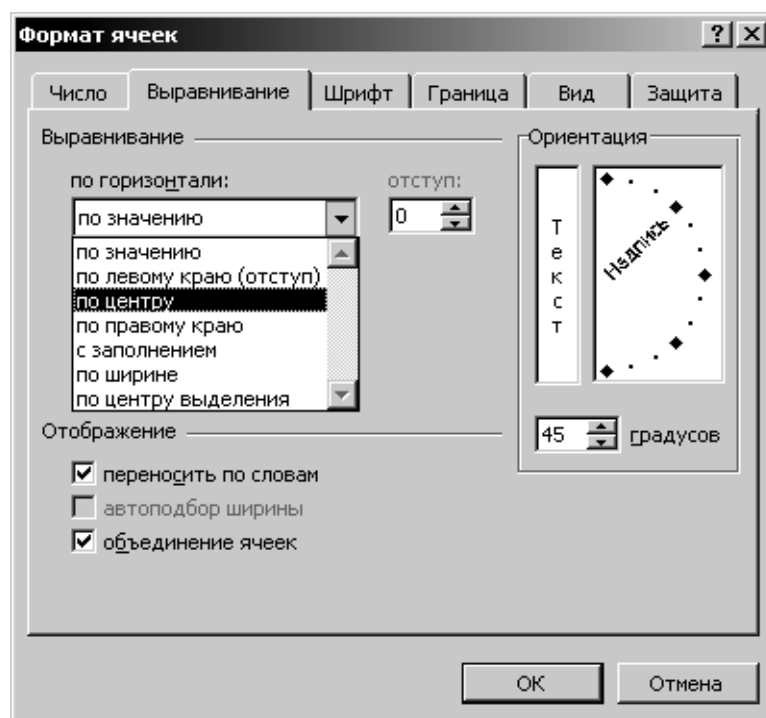 Формат ячеек
Число Выравнивание Шрифт Граница Вид Защита
Выравнивание
по горизонтали: отступ:
по значению 0
по значению
по левому краю (отступ)
по центру
по правому краю
с заполнением
по ширине
по центру выделения
Ориентация
Текст
Надпись
45 градусов
Отображение
переносить по словам
автоподбор ширины
объединение ячеек
ОК Отмена